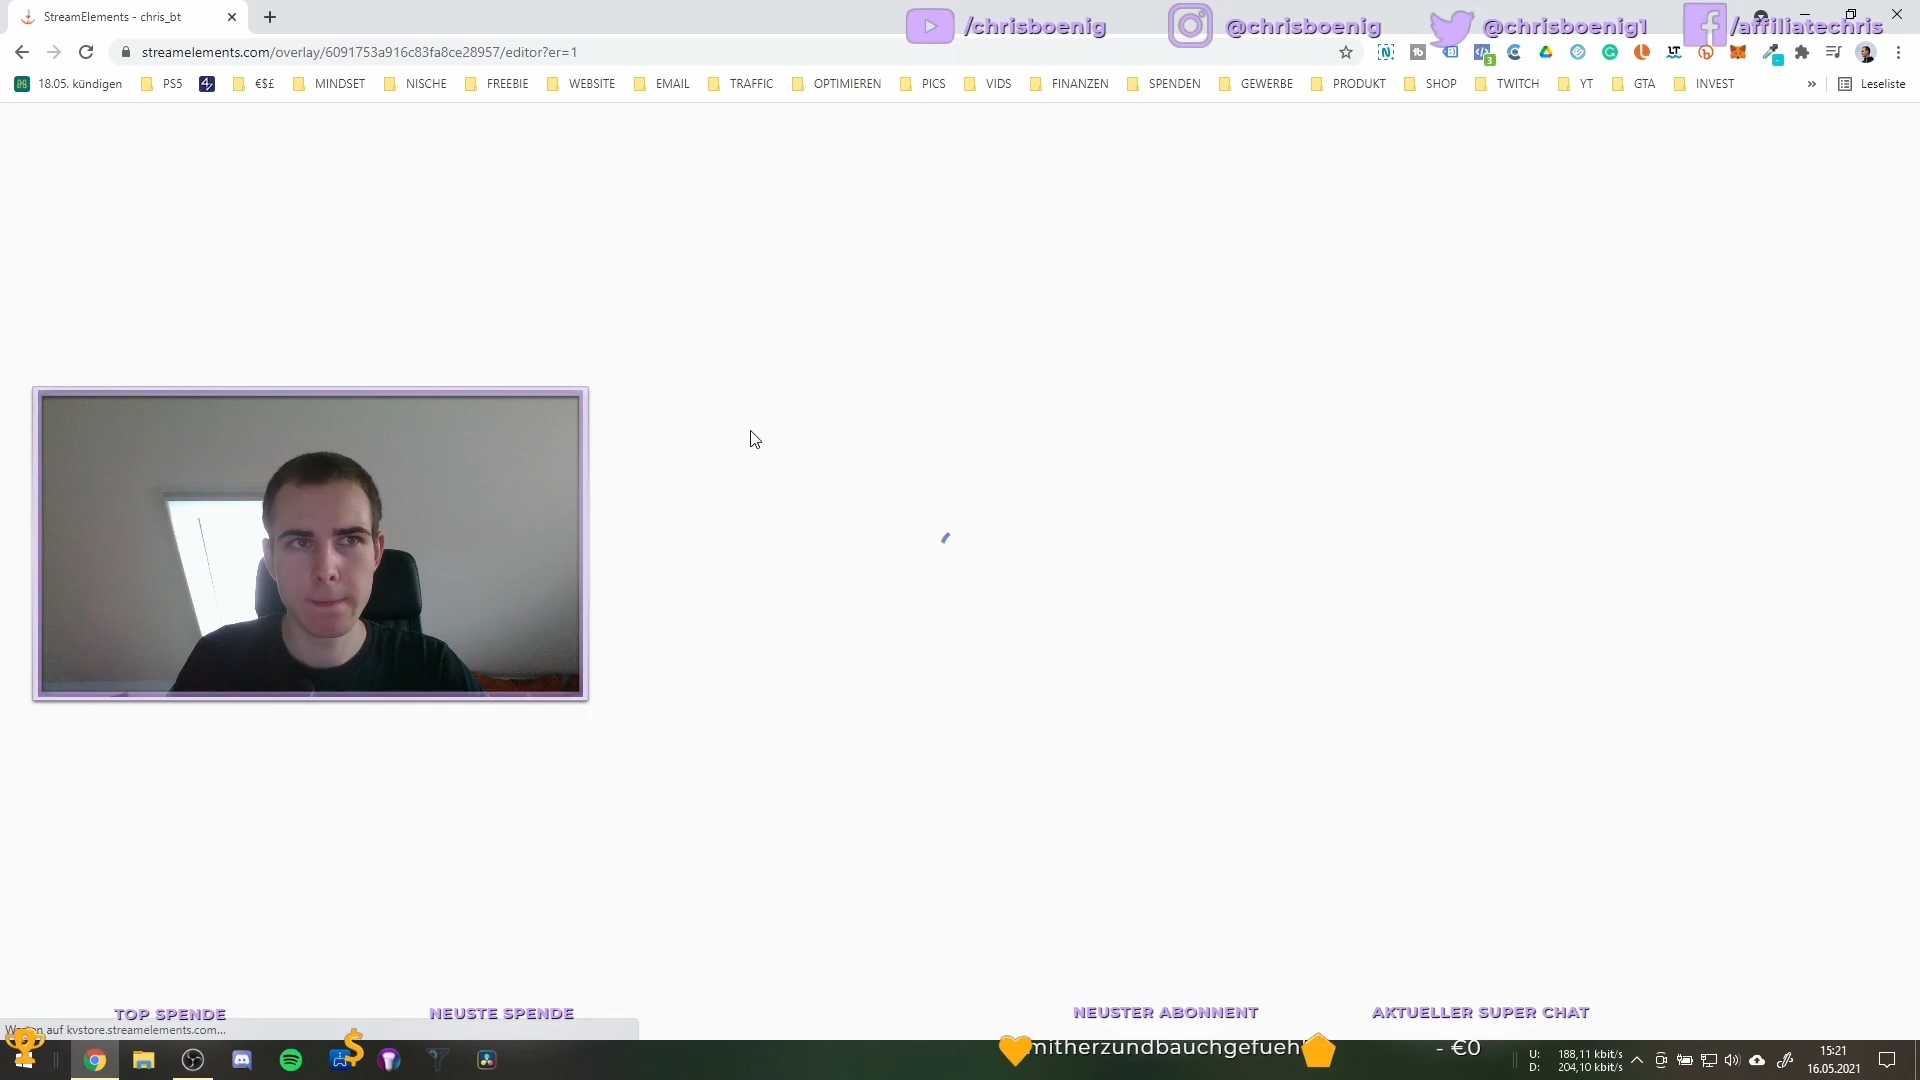 StreamElements - chris_bt
/chrisboenig
@chrisboenig
@chrisboenig1
/affiliatechris
streamelements.com/overlay/6091753a916c83fa8ce28957/editor?er=1
18.05. kündigen
PS5
€$£
MINDSET
NISCHE
FREEBIE
WEBSITE
EMAIL
TRAFFIC
OPTIMIEREN
PICS
VIDS
FINANZEN
SPENDEN
GEWERBE
PRODUKT
SHOP
TWITCH
YT
GTA
INVEST
»
Leseliste
TOP SPENDE
NEUSTE SPENDE
NEUSTER ABONNENT
AKTUELLER SUPER CHAT
auf kvstore.streamelements.com...
mitherzundbauchgefueh
- €0
U: 188,11 kbit/s
D: 204,10 kbit/s
15:21
16.05.2021